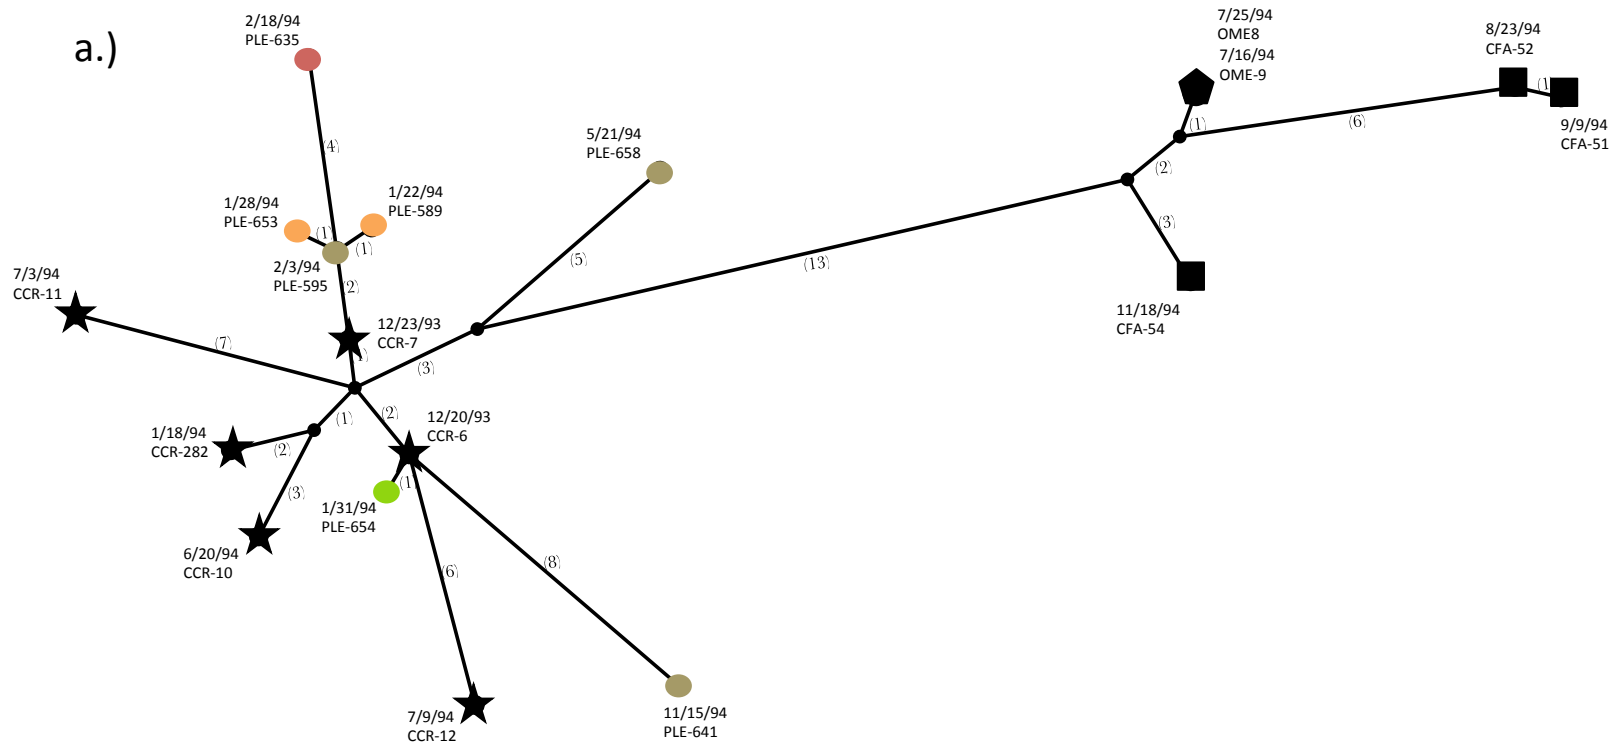 a.)
2/18/94
PLE-635
7/25/94
OME8
7/16/94
OME-9
8/23/94
CFA-52
(1
9/9/94
CFA-51
(1)
(6)
5/21/94
PLE-658
(4)
(2)
1/28/94
PLE-653
1/22/94
PLE-589
(1)
(1)
(3)
2/3/94
PLE-595
(5)
(13)
7/3/94
CCR-11
(2)
11/18/94
CFA-54
12/23/93
CCR-7
(7)
(3)
(1)
(2)
12/20/93
CCR-6
1/18/94
CCR-282
(2)
(1)
(3)
1/31/94
PLE-654
6/20/94
CCR-10
(6)
(8)
7/9/94
CCR-12
11/15/94
PLE-641